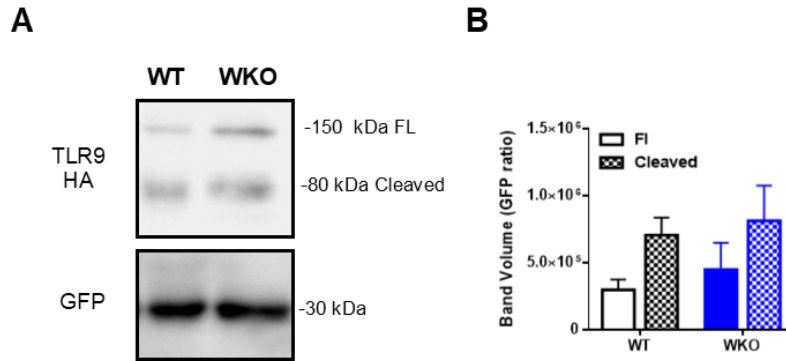 A
WT WKO
TLR9
HA
-150 kDa FL
-80 kDa Cleaved
GFP
-30 kDa
B
Band Volume (GFP ratio)
1.5×10⁶
1.0×10⁶
5.0×10⁵
0
Fl
Cleaved
WT WKO